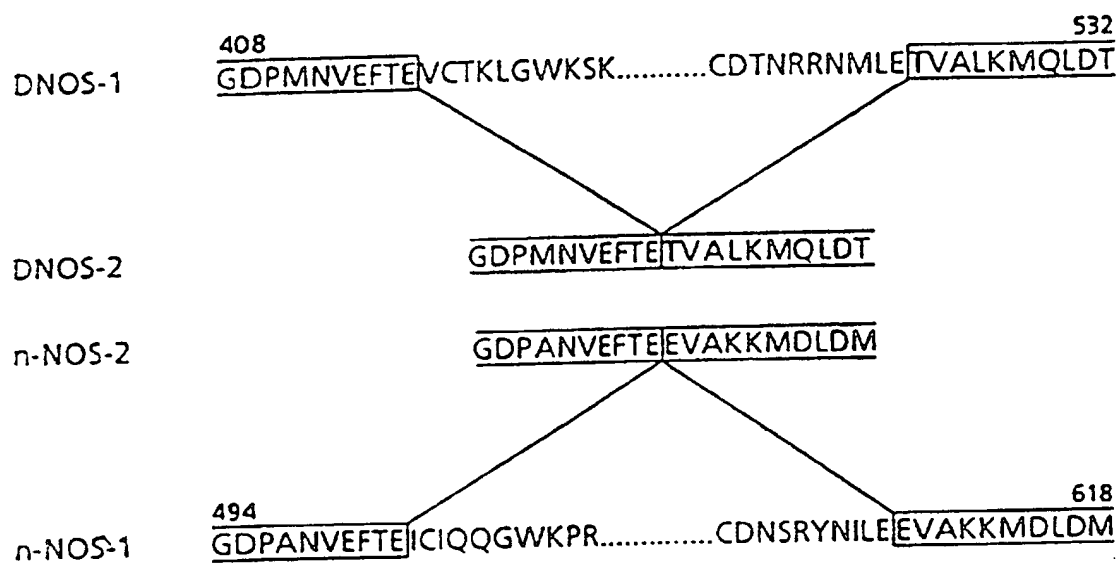 408 532
DNOS-1 GDPMNVEFTEVCTKLGWKSK...........CDTNRRNMLETVALKMQLDT
DNOS-2 GDPMNVEFTETVALKMQLDT
n-NOS-2 GDPANVEFTEEVAKKMDLDM
494 618
n-NOS-1 GDPANVEFTEICIQQGWKPR.............CDNSRYNILEEVAKKMDLDM